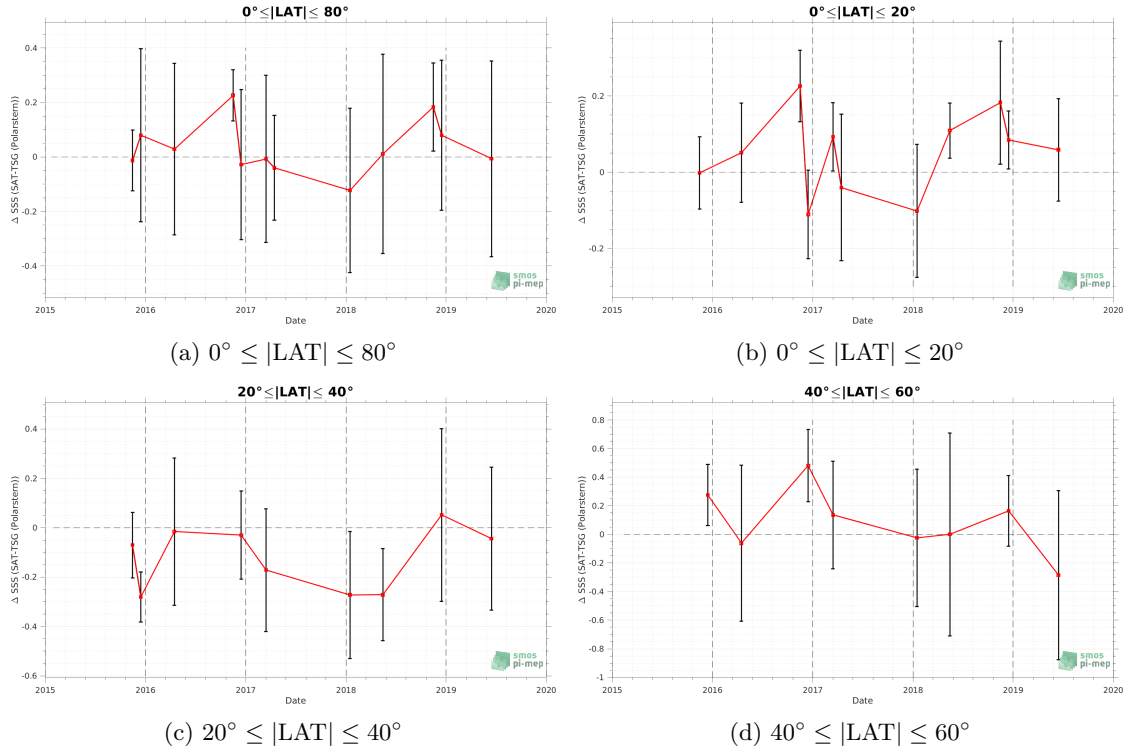 0°≤|LAT|≤ 80°
Δ SSS (SAT-TSG (Polarstern))
0.4
0.2
0
-0.2
-0.4
smos
pi-mep
2015 2016 2017 2018 2019 2020
Date
(a) 0° ≤ |LAT| ≤ 80°
0°≤|LAT|≤ 20°
Δ SSS (SAT-TSG (Polarstern))
0.2
0
-0.2
smos
pi-mep
2015 2016 2017 2018 2019 2020
Date
(b) 0° ≤ |LAT| ≤ 20°
20°≤|LAT|≤ 40°
Δ SSS (SAT-TSG (Polarstern))
0.4
0.2
0
-0.2
-0.4
-0.6
smos
pi-mep
2015 2016 2017 2018 2019 2020
Date
(c) 20° ≤ |LAT| ≤ 40°
40°≤|LAT|≤ 60°
Δ SSS (SAT-TSG (Polarstern))
0.8
0.6
0.4
0.2
0
-0.2
-0.4
-0.6
-0.8
-1
smos
pi-mep
2015 2016 2017 2018 2019 2020
Date
(d) 40° ≤ |LAT| ≤ 60°